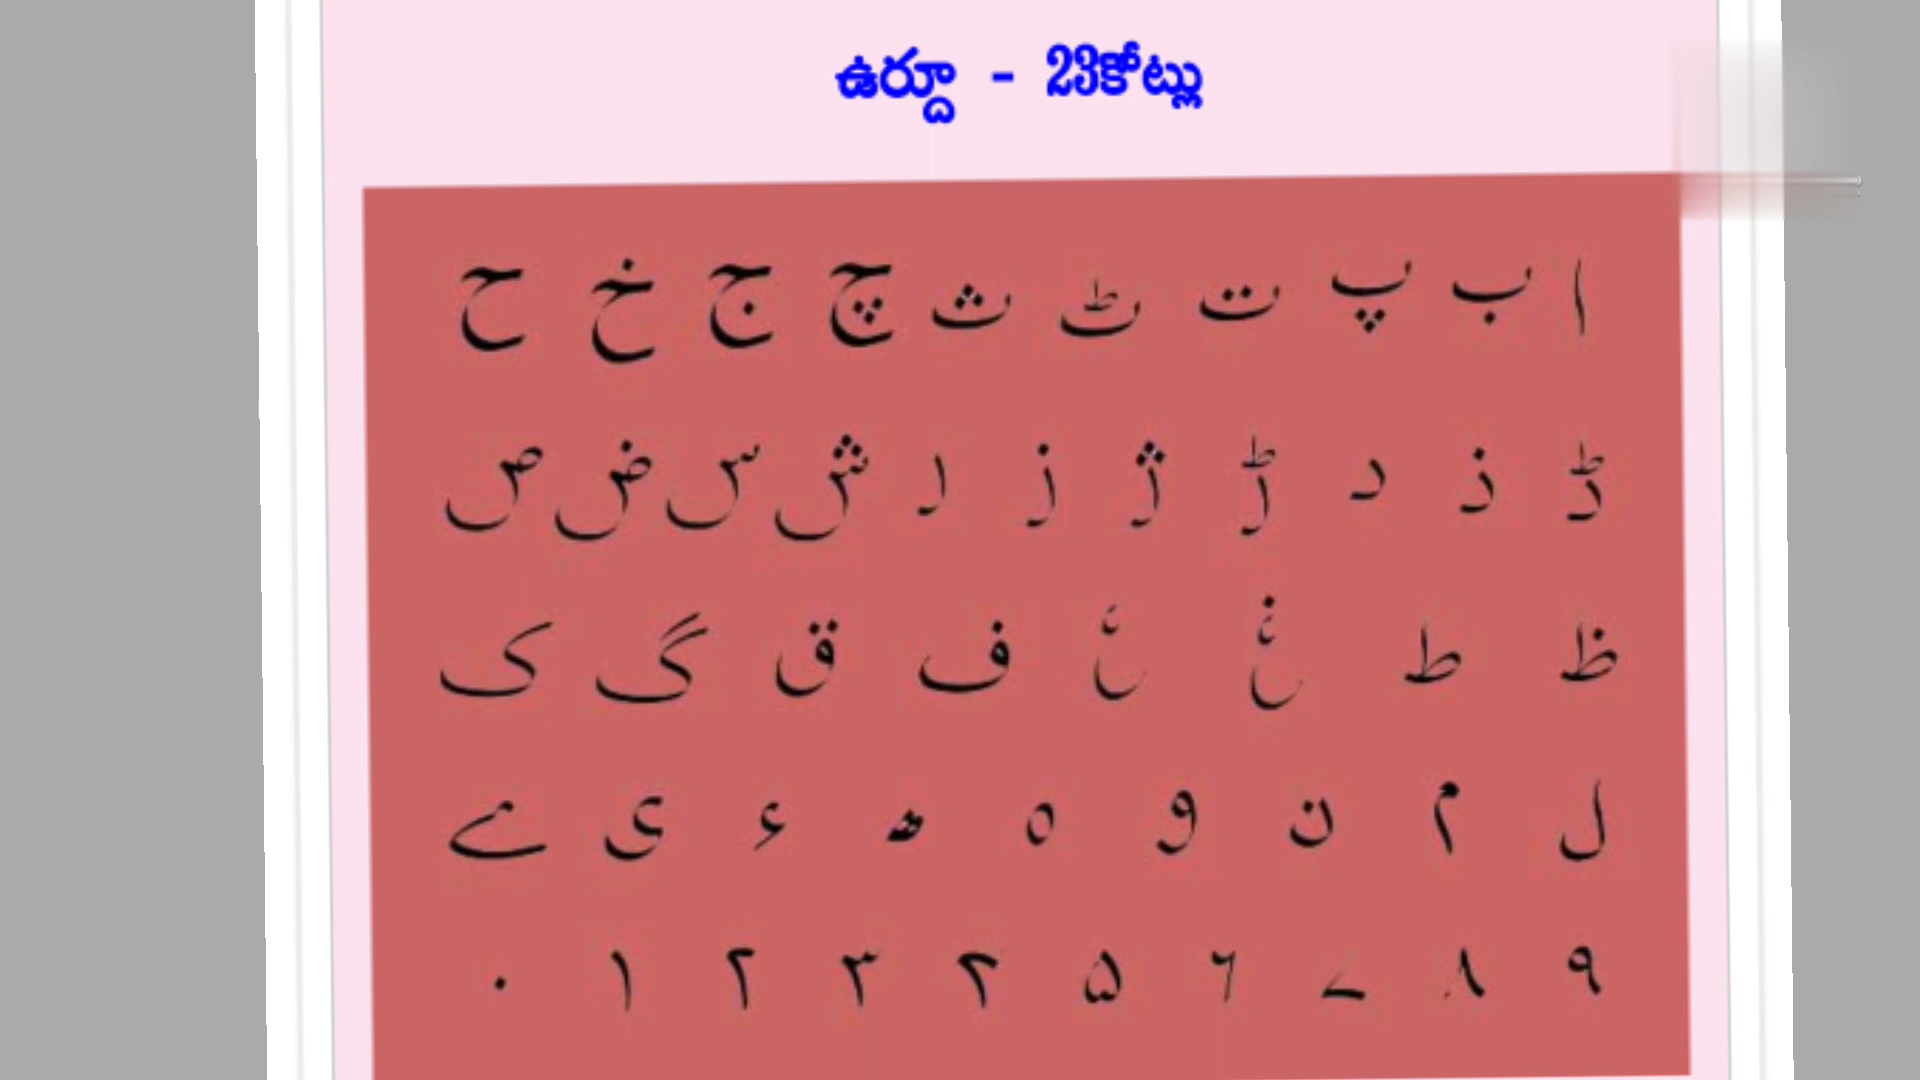 ఉర్దూ - 23కోట్లు
ا ب پ ت ٹ ث چ ج خ ح
ڈ ذ د ڑ ژ ز ر ش س ض ص
ظ ط غ ع ف ق گ ک
ل م ن و ہ ھ ء ی ے
۰ ۱ ۲ ۳ ۴ ۵ ۶ ۷ ۸ ۹